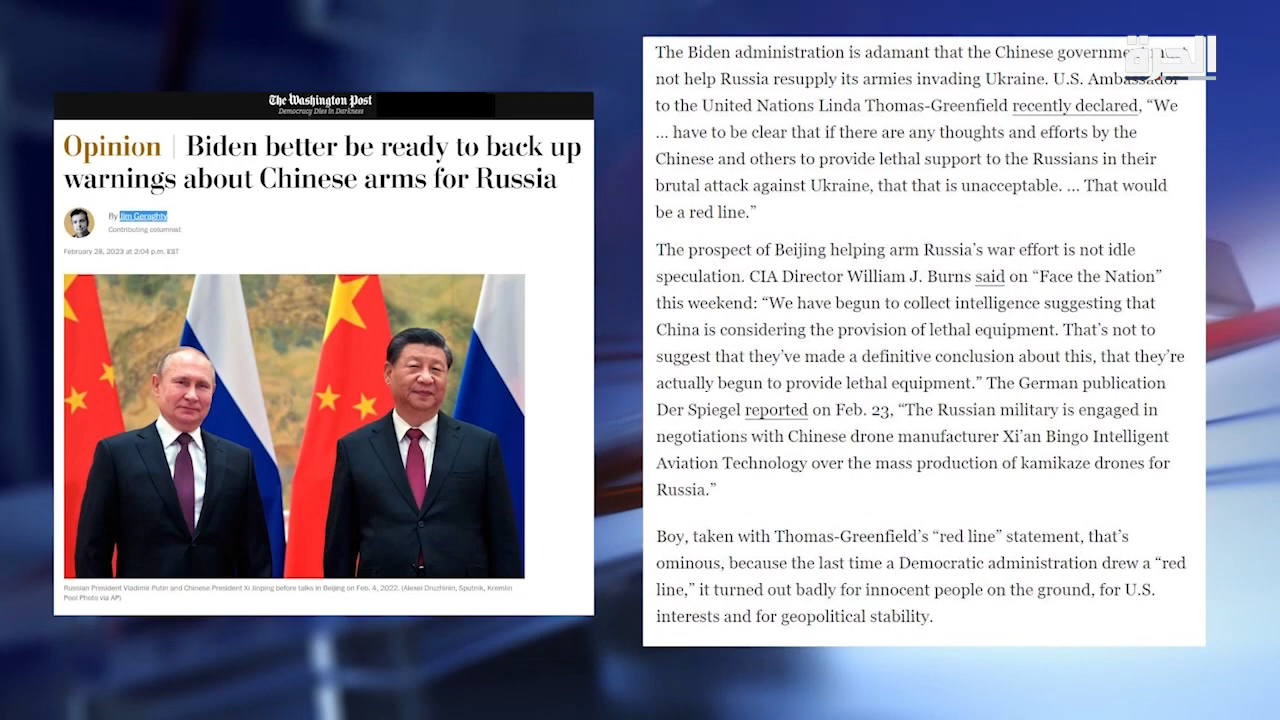 The Washington Post
Democracy Dies in Darkness
Opinion | Biden better be ready to back up
warnings about Chinese arms for Russia
By Jim Geraghty
Contributing columnist
February 28, 2023 at 2:04 p.m. EST
Russian President Vladimir Putin and Chinese President Xi Jinping before talks in Beijing on Feb. 4, 2022. (Alexei Druzhinin, Sputnik, Kremlin
Pool Photo via AP)
الحرة
The Biden administration is adamant that the Chinese government
not help Russia resupply its armies invading Ukraine. U.S. Ambassador
to the United Nations Linda Thomas-Greenfield recently declared, “We
... have to be clear that if there are any thoughts and efforts by the
Chinese and others to provide lethal support to the Russians in their
brutal attack against Ukraine, that that is unacceptable. ... That would
be a red line.”
The prospect of Beijing helping arm Russia’s war effort is not idle
speculation. CIA Director William J. Burns said on “Face the Nation”
this weekend: “We have begun to collect intelligence suggesting that
China is considering the provision of lethal equipment. That’s not to
suggest that they’ve made a definitive conclusion about this, that they’re
actually begun to provide lethal equipment.” The German publication
Der Spiegel reported on Feb. 23, “The Russian military is engaged in
negotiations with Chinese drone manufacturer Xi’an Bingo Intelligent
Aviation Technology over the mass production of kamikaze drones for
Russia.”
Boy, taken with Thomas-Greenfield’s “red line” statement, that’s
ominous, because the last time a Democratic administration drew a “red
line,” it turned out badly for innocent people on the ground, for U.S.
interests and for geopolitical stability.